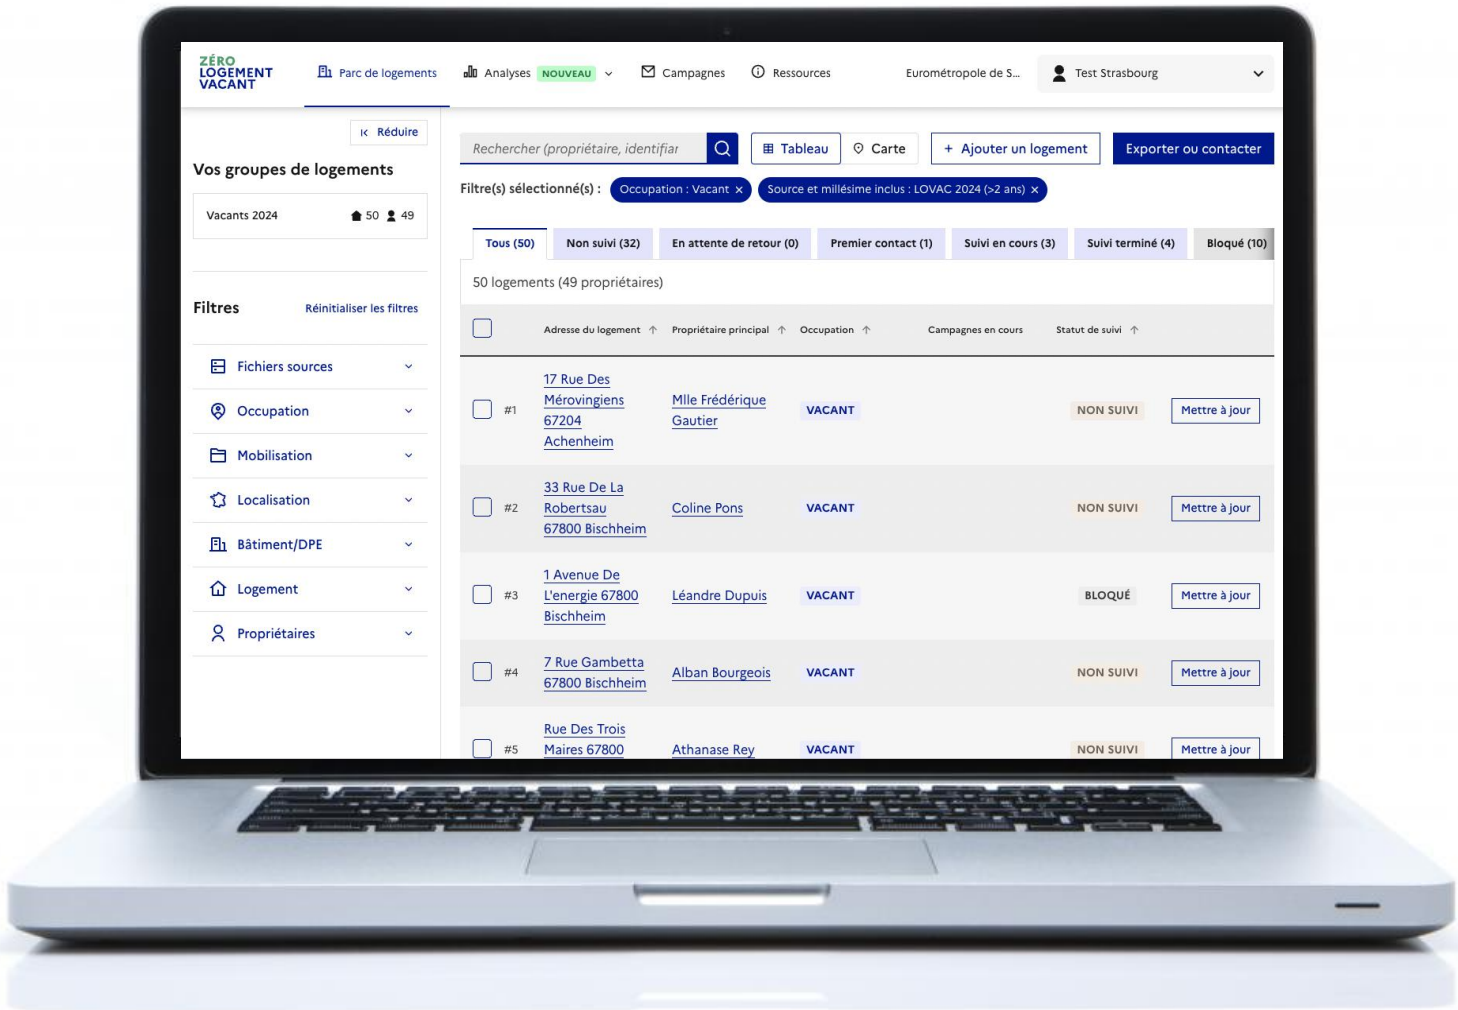 ZÉRO
LOGEMENT
VACANT
Parc de logements
Analyses NOUVEAU
Campagnes
Ressources
Eurométropole de S...
Test Strasbourg
Réduire
Vos groupes de logements
Vacants 2024 50 49
Filtres Réinitialiser les filtres
Fichiers sources
Occupation
Mobilisation
Localisation
Bâtiment/DPE
Logement
Propriétaires
Rechercher (propriétaire, identifiar
Tableau Carte
+ Ajouter un logement
Exporter ou contacter
Filtre(s) sélectionné(s) : Occupation : Vacant × Source et millésime inclus : LOVAC 2024 (>2 ans) ×
Tous (50) Non suivi (32) En attente de retour (0) Premier contact (1) Suivi en cours (3) Suivi terminé (4) Bloqué (10)
50 logements (49 propriétaires)
Adresse du logement Propriétaire principal Occupation Campagnes en cours Statut de suivi
#1
17 Rue Des
Mérovingiens
67204
Achenheim
Mlle Frédérique
Gautier
VACANT
NON SUIVI
Mettre à jour
#2
33 Rue De La
Robertsau
67800 Bischheim
Coline Pons
VACANT
NON SUIVI
Mettre à jour
#3
1 Avenue De
L'energie 67800
Bischheim
Léandre Dupuis
VACANT
BLOQUÉ
Mettre à jour
#4
7 Rue Gambetta
67800 Bischheim
Alban Bourgeois
VACANT
NON SUIVI
Mettre à jour
#5
Rue Des Trois
Maires 67800
Athanase Rey
VACANT
NON SUIVI
Mettre à jour